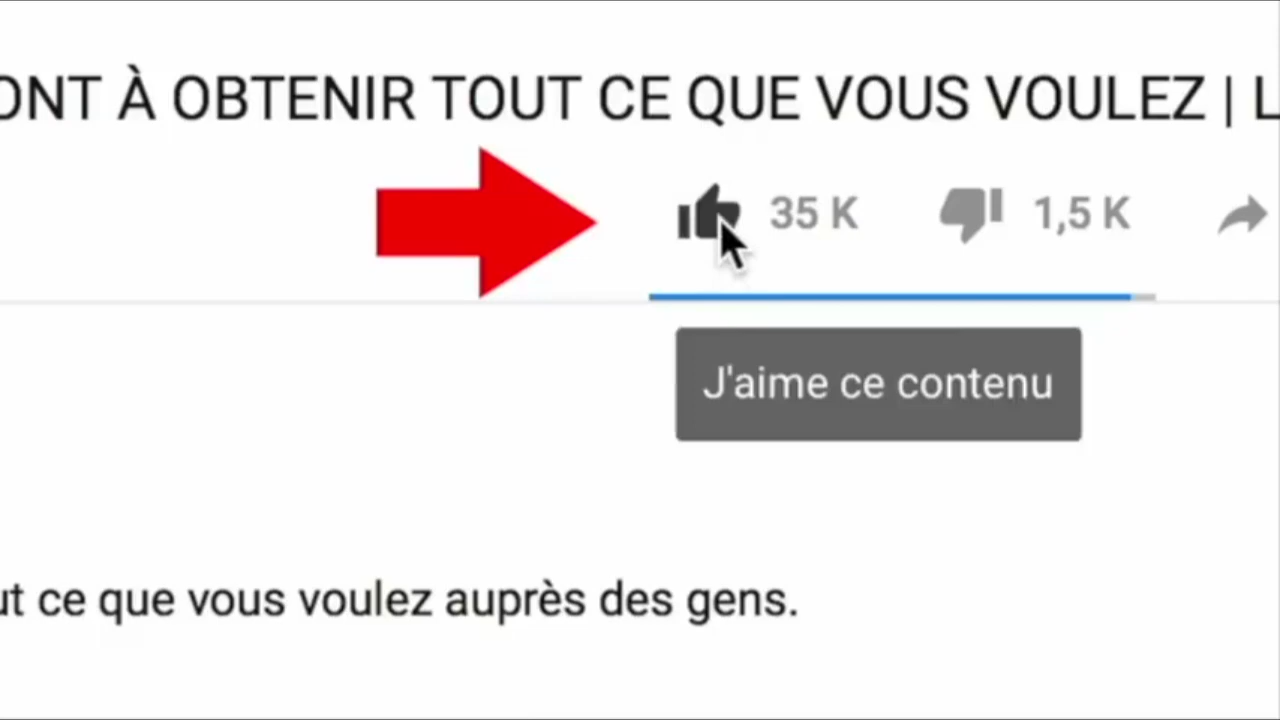 ONT À OBTENIR TOUT CE QUE VOUS VOULEZ | L
35 K 1,5 K
J'aime ce contenu
ut ce que vous voulez auprès des gens.